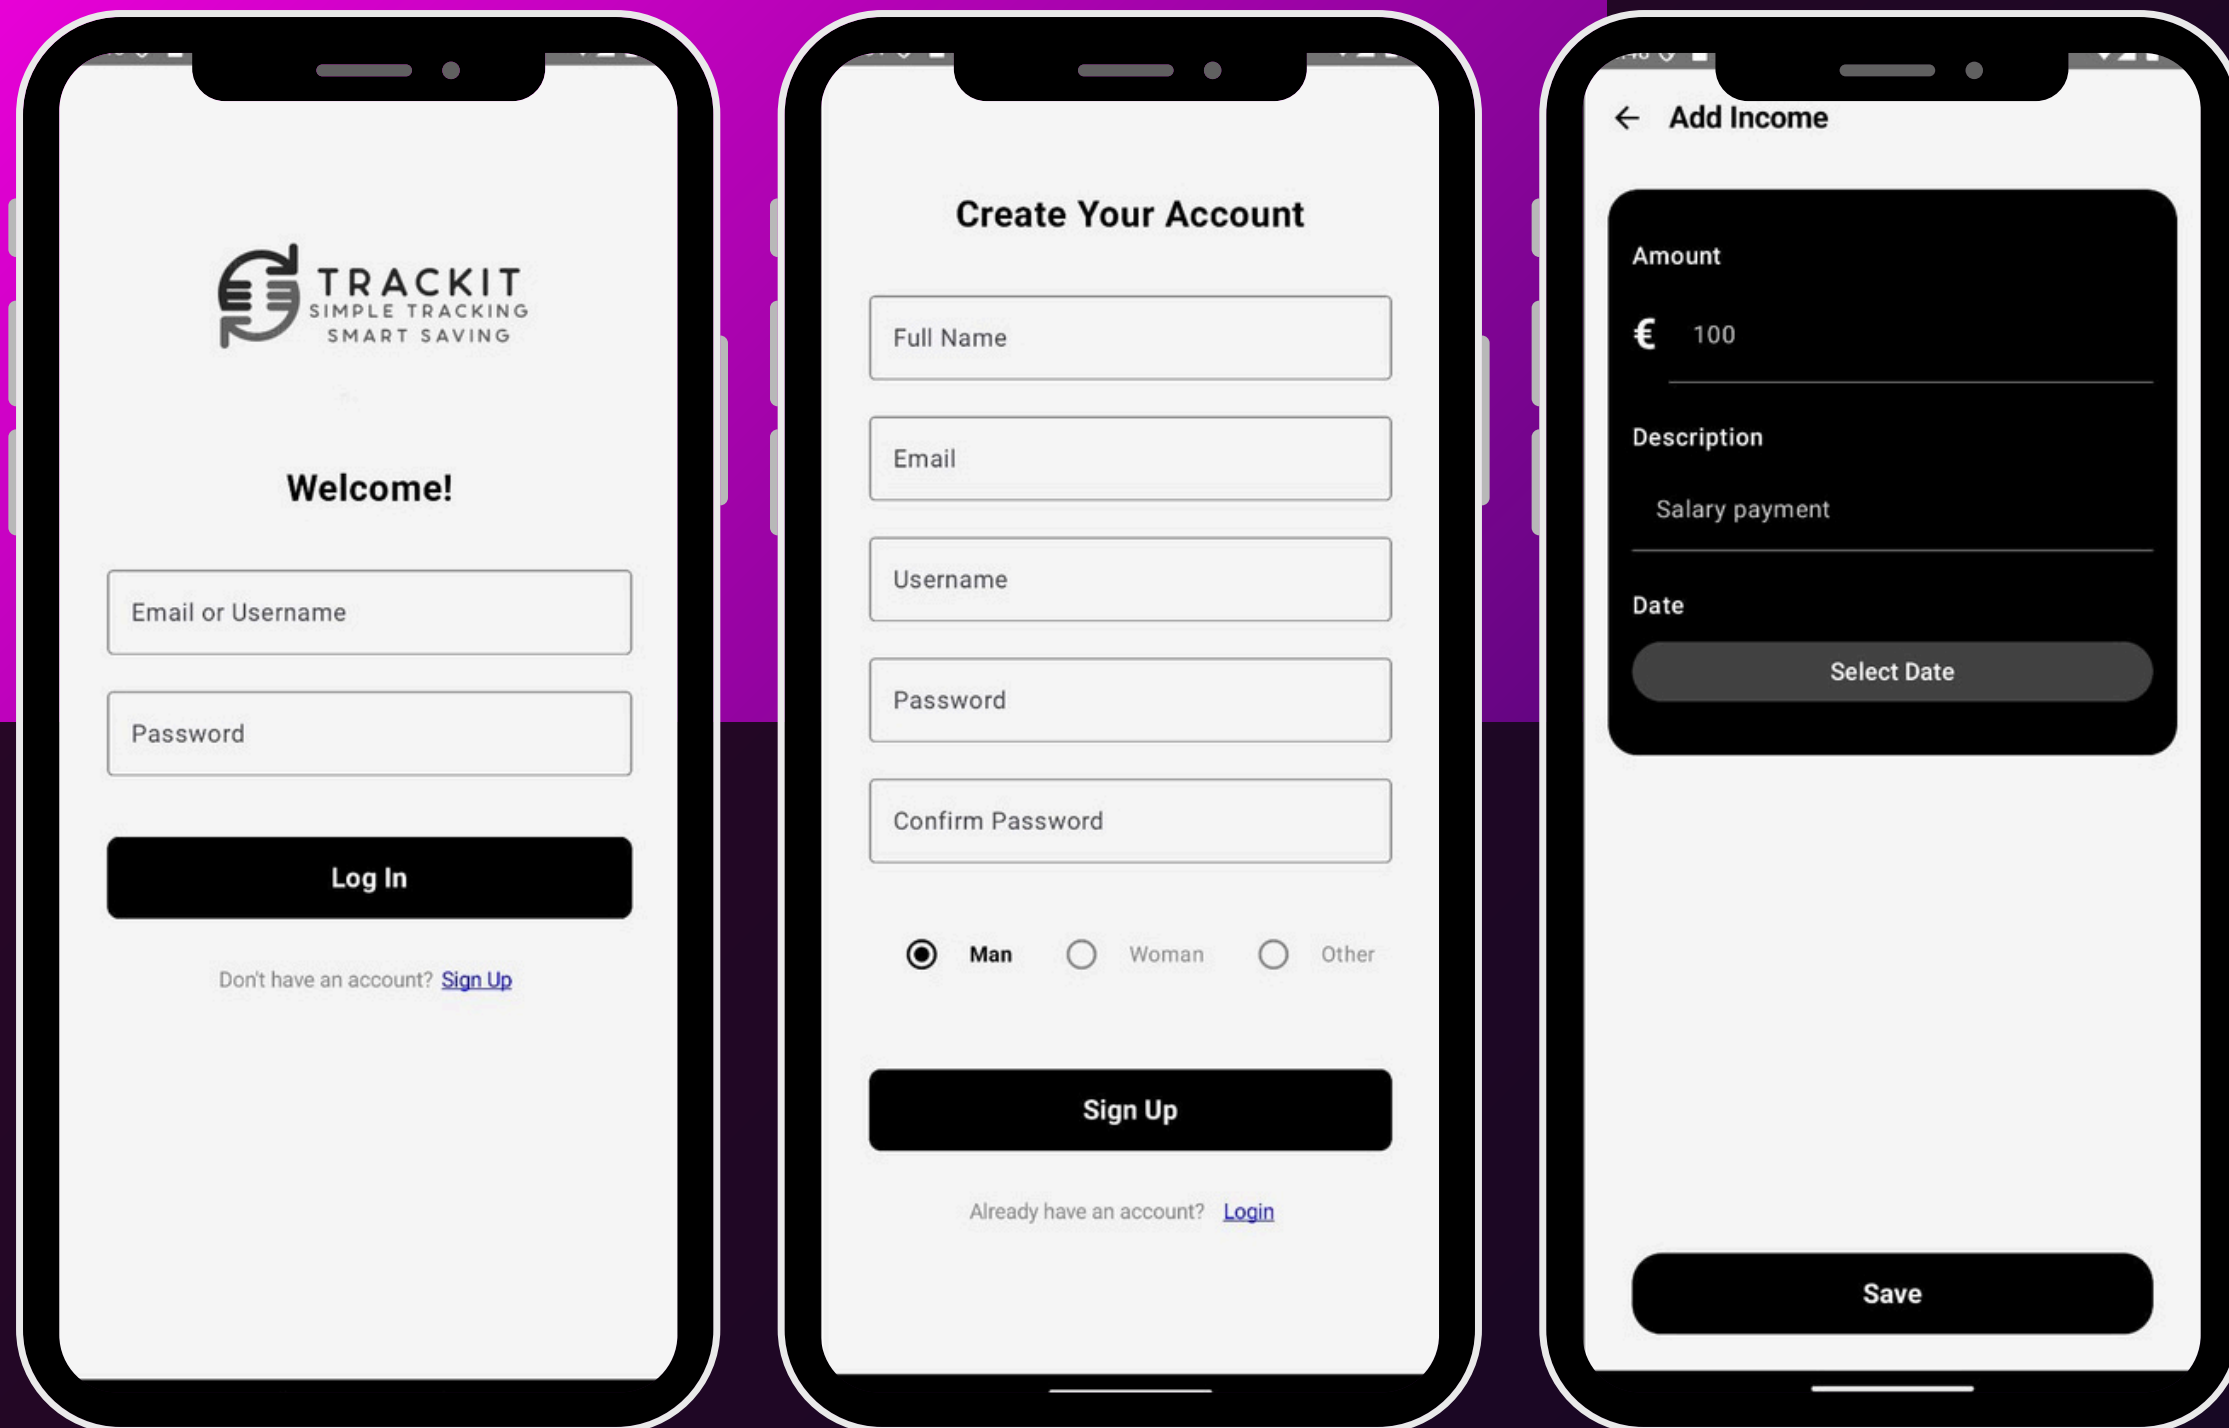 TRACKIT
SIMPLE TRACKING
SMART SAVING
Welcome!
Email or Username
Password
Log In
Don't have an account? Sign Up
Create Your Account
Full Name
Email
Username
Password
Confirm Password
Man Woman Other
Sign Up
Already have an account? Login
Add Income
Amount
€ 100
Description
Salary payment
Date
Select Date
Save